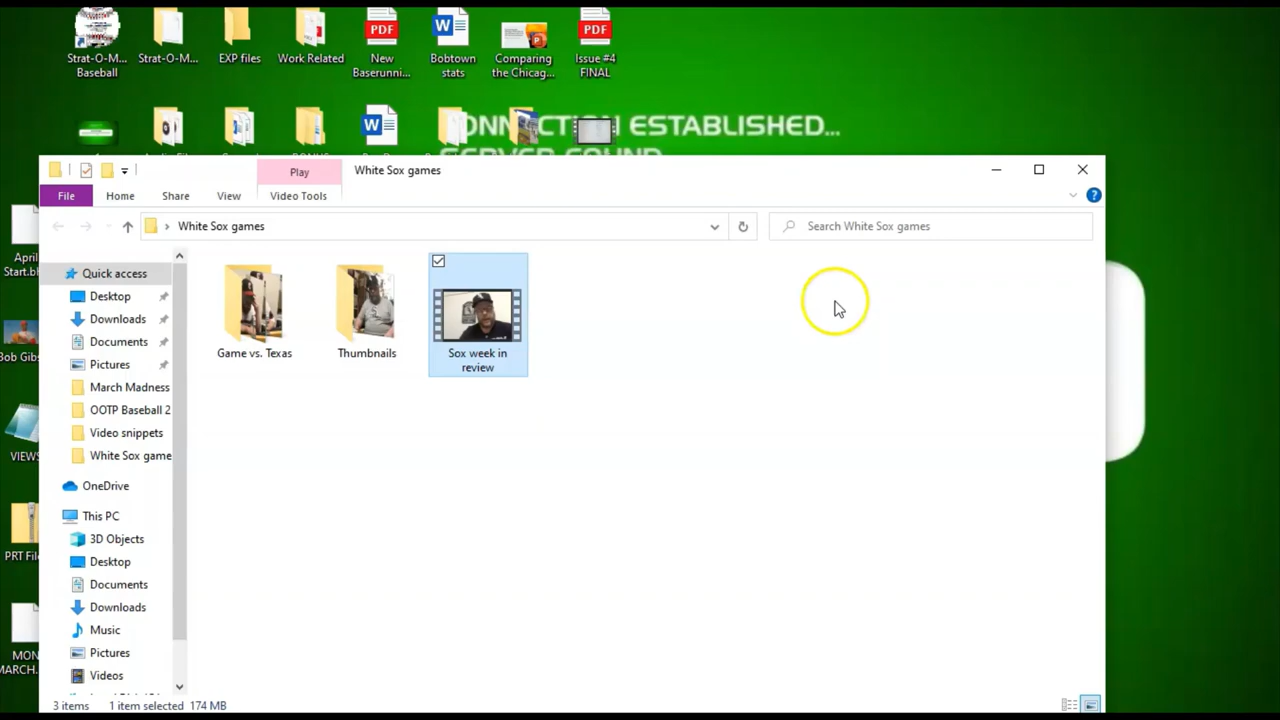 Strat-O-M... Strat-O-M... EXP files Work Related New Bobtown Comparing Issue #4
Baseball Baserunni... stats the Chicag... FINAL
PDF W P PDF
W
ONNECTION ESTABLISHED...
SERVER FOUND
Play White Sox games
File Home Share View Video Tools
White Sox games Search White Sox games
April
Start.bl
Bob Gibs
VIEWS
PRT Fil
MON
MARCH.
Quick access
Desktop
Downloads
Documents
Pictures
March Madness
OOTP Baseball 2
Video snippets
White Sox game
OneDrive
This PC
3D Objects
Desktop
Documents
Downloads
Music
Pictures
Videos
Game vs. Texas Thumbnails Sox week in
review
3 items 1 item selected 174 MB